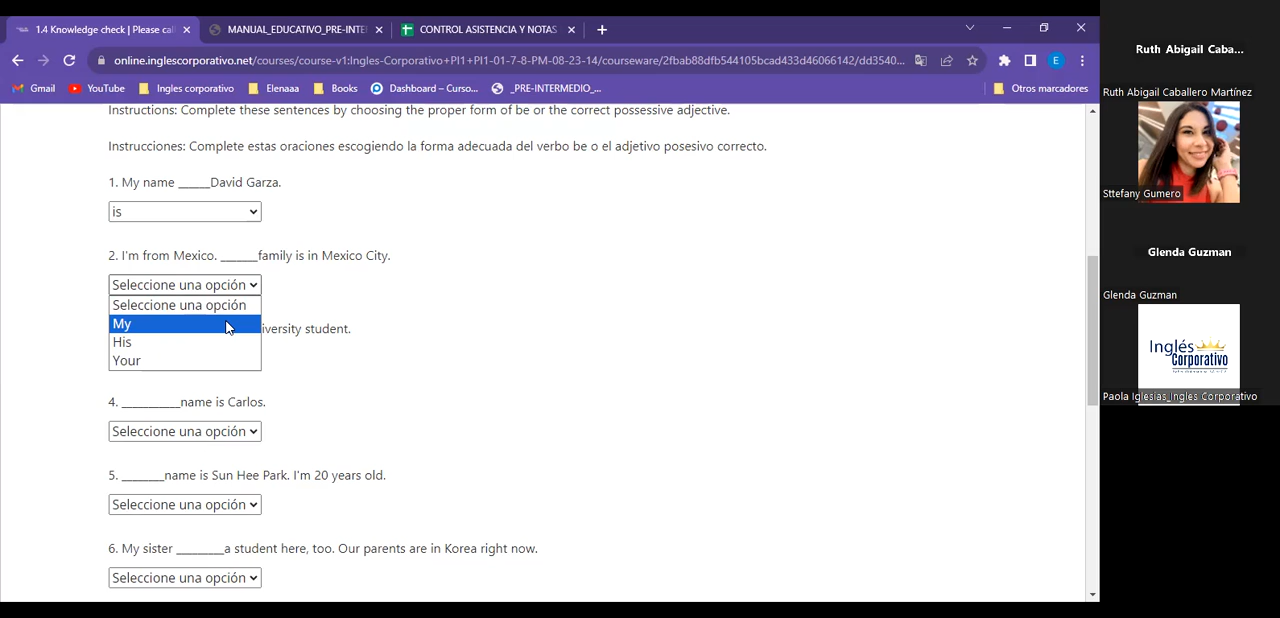 1.4 Knowledge check | Please cal
MANUAL_EDUCATIVO_PRE-INTE
CONTROL ASISTENCIA Y NOTAS
online.inglescorporativo.net/courses/course-v1:Ingles-Corporativo+PI1+PI1-01-7-8-PM-08-23-14/courseware/2fbab88dfb544105bcad433d46066142/dd3540...
E
Gmail
YouTube
Ingles corporativo
Elenaaa
Books
Dashboard – Curso...
_PRE-INTERMEDIO_...
Otros marcadores
Instructions: Complete these sentences by choosing the proper form of be or the correct possessive adjective.
Instrucciones: Complete estas oraciones escogiendo la forma adecuada del verbo be o el adjetivo posesivo correcto.
1. My name ______David Garza.
is
2. I'm from Mexico. _______family is in Mexico City.
Seleccione una opción
Seleccione una opción
My
iversity student.
His
Your
4. ___________name is Carlos.
Seleccione una opción
5. ________name is Sun Hee Park. I'm 20 years old.
Seleccione una opción
6. My sister _________a student here, too. Our parents are in Korea right now.
Seleccione una opción
Ruth Abigail Caba...
Ruth Abigail Caballero Martínez
Sttefany Gumero
Glenda Guzman
Glenda Guzman
Inglés
Corporativo
Paola Iglesias_Ingles Corporativo